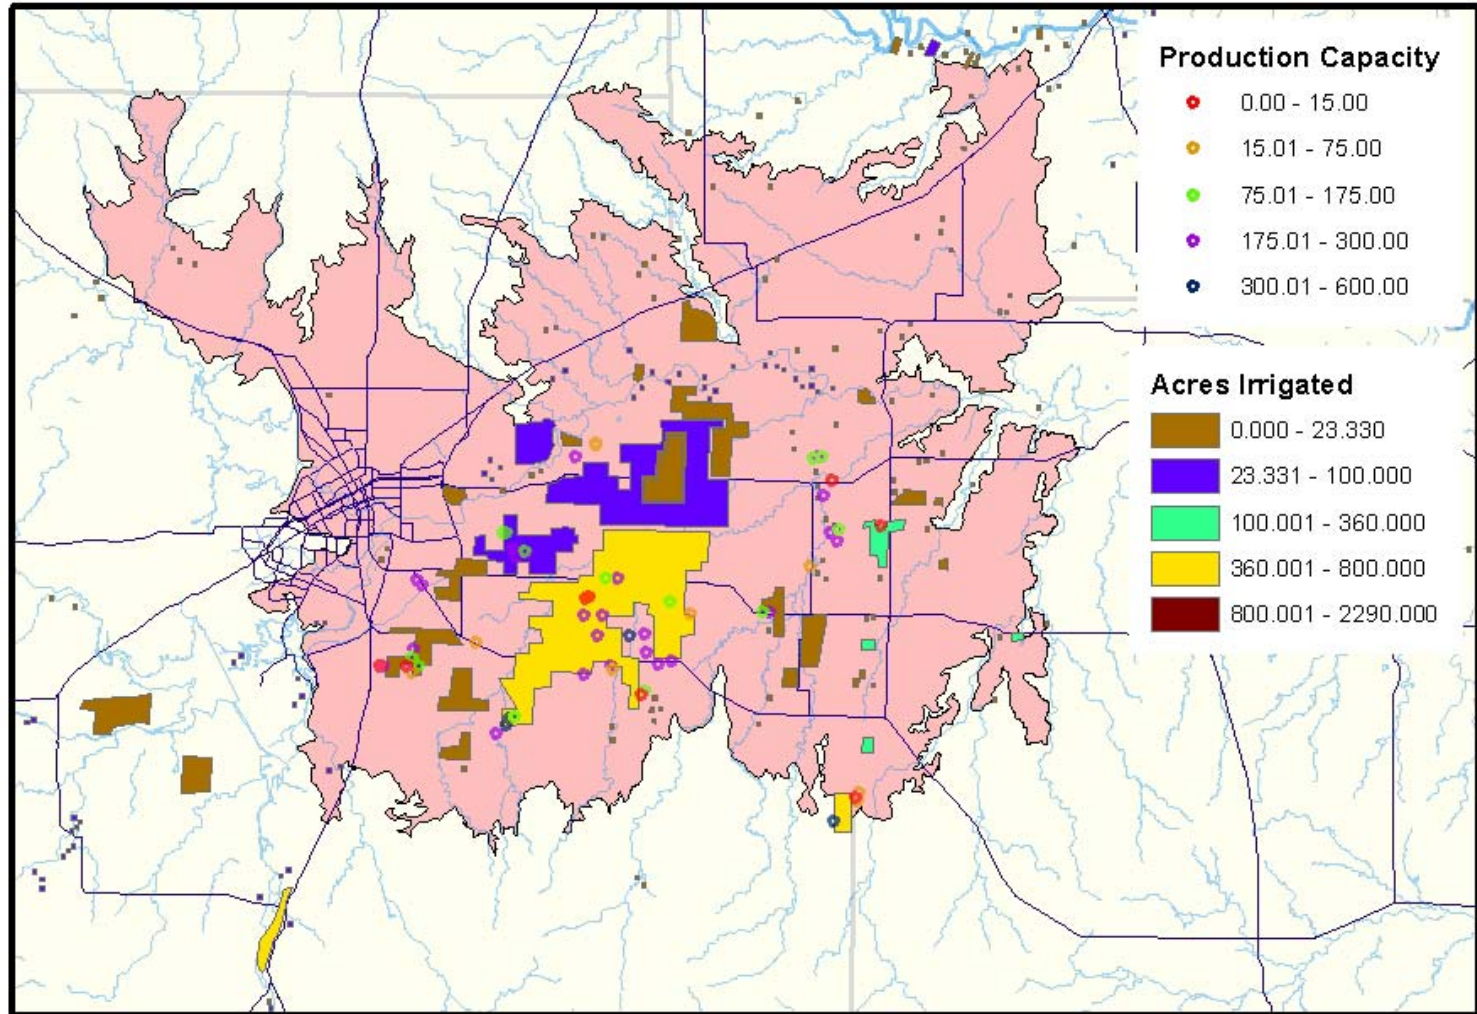 Production Capacity
0.00 - 15.00
15.01 - 75.00
75.01 - 175.00
175.01 - 300.00
300.01 - 600.00
Acres Irrigated
0.000 - 23.330
23.331 - 100.000
100.001 - 360.000
360.001 - 800.000
800.001 - 2290.000